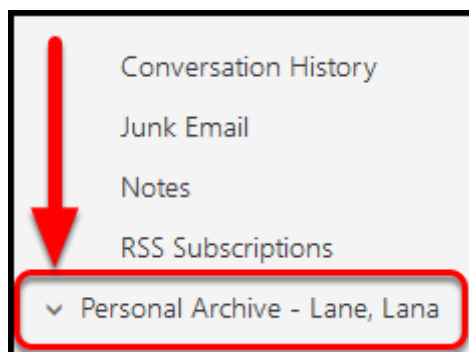 Conversation History
Junk Email
Notes
RSS Subscriptions
Personal Archive - Lane, Lana